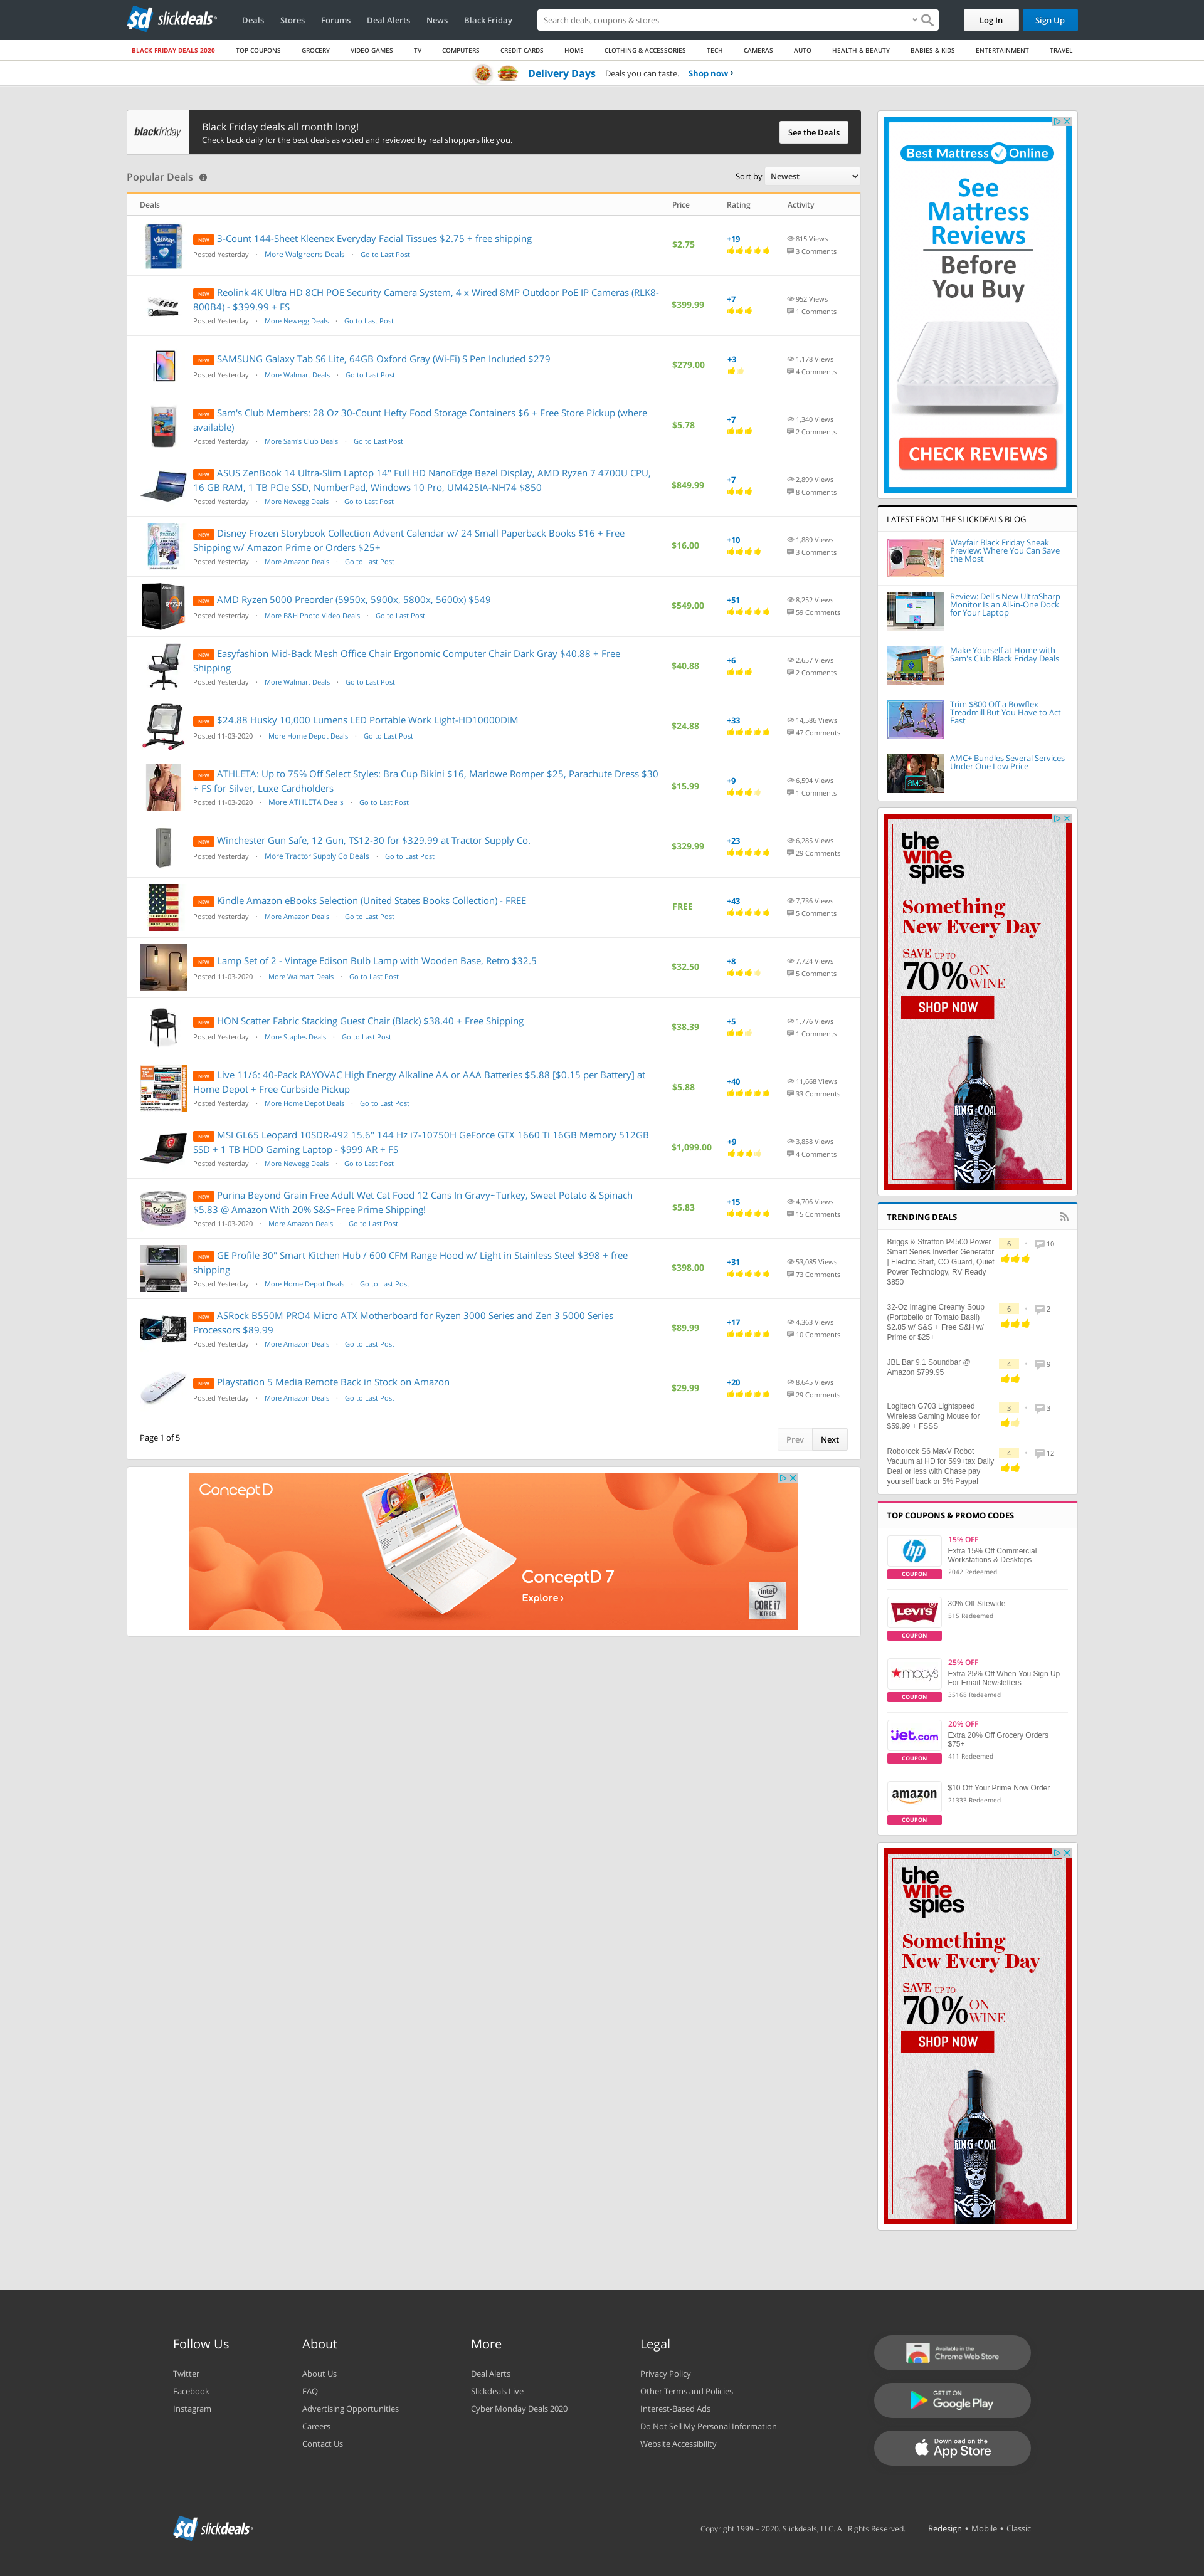 sd slickdeals
Deals Stores Forums Deal Alerts News Black Friday
Search deals, coupons & stores
Log In Sign Up
BLACK FRIDAY DEALS 2020 TOP COUPONS GROCERY VIDEO GAMES TV COMPUTERS CREDIT CARDS HOME CLOTHING & ACCESSORIES TECH CAMERAS AUTO HEALTH & BEAUTY BABIES & KIDS ENTERTAINMENT TRAVEL
Delivery Days Deals you can taste. Shop now ›
blackfriday
Black Friday deals all month long!
Check back daily for the best deals as voted and reviewed by real shoppers like you.
See the Deals
Popular Deals
Sort by Newest
Deals Price Rating Activity
NEW 3-Count 144-Sheet Kleenex Everyday Facial Tissues $2.75 + free shipping
Posted Yesterday · More Walgreens Deals · Go to Last Post
$2.75 +19 815 Views
3 Comments
NEW Reolink 4K Ultra HD 8CH POE Security Camera System, 4 x Wired 8MP Outdoor PoE IP Cameras (RLK8-
800B4) - $399.99 + FS
Posted Yesterday · More Newegg Deals · Go to Last Post
$399.99 +7 952 Views
1 Comments
NEW SAMSUNG Galaxy Tab S6 Lite, 64GB Oxford Gray (Wi-Fi) S Pen Included $279
Posted Yesterday · More Walmart Deals · Go to Last Post
$279.00 +3 1,178 Views
4 Comments
NEW Sam's Club Members: 28 Oz 30-Count Hefty Food Storage Containers $6 + Free Store Pickup (where
available)
Posted Yesterday · More Sam's Club Deals · Go to Last Post
$5.78 +7 1,340 Views
2 Comments
NEW ASUS ZenBook 14 Ultra-Slim Laptop 14" Full HD NanoEdge Bezel Display, AMD Ryzen 7 4700U CPU,
16 GB RAM, 1 TB PCIe SSD, NumberPad, Windows 10 Pro, UM425IA-NH74 $850
Posted Yesterday · More Newegg Deals · Go to Last Post
$849.99 +7 2,899 Views
8 Comments
NEW Disney Frozen Storybook Collection Advent Calendar w/ 24 Small Paperback Books $16 + Free
Shipping w/ Amazon Prime or Orders $25+
Posted Yesterday · More Amazon Deals · Go to Last Post
$16.00 +10 1,889 Views
3 Comments
NEW AMD Ryzen 5000 Preorder (5950x, 5900x, 5800x, 5600x) $549
Posted Yesterday · More B&H Photo Video Deals · Go to Last Post
$549.00 +51 8,252 Views
59 Comments
NEW Easyfashion Mid-Back Mesh Office Chair Ergonomic Computer Chair Dark Gray $40.88 + Free
Shipping
Posted Yesterday · More Walmart Deals · Go to Last Post
$40.88 +6 2,657 Views
2 Comments
NEW $24.88 Husky 10,000 Lumens LED Portable Work Light-HD10000DIM
Posted 11-03-2020 · More Home Depot Deals · Go to Last Post
$24.88 +33 14,586 Views
47 Comments
NEW ATHLETA: Up to 75% Off Select Styles: Bra Cup Bikini $16, Marlowe Romper $25, Parachute Dress $30
+ FS for Silver, Luxe Cardholders
Posted 11-03-2020 · More ATHLETA Deals · Go to Last Post
$15.99 +9 6,594 Views
1 Comments
NEW Winchester Gun Safe, 12 Gun, TS12-30 for $329.99 at Tractor Supply Co.
Posted Yesterday · More Tractor Supply Co Deals · Go to Last Post
$329.99 +23 6,285 Views
29 Comments
NEW Kindle Amazon eBooks Selection (United States Books Collection) - FREE
Posted Yesterday · More Amazon Deals · Go to Last Post
FREE +43 7,736 Views
5 Comments
NEW Lamp Set of 2 - Vintage Edison Bulb Lamp with Wooden Base, Retro $32.5
Posted 11-03-2020 · More Walmart Deals · Go to Last Post
$32.50 +8 7,724 Views
5 Comments
NEW HON Scatter Fabric Stacking Guest Chair (Black) $38.40 + Free Shipping
Posted Yesterday · More Staples Deals · Go to Last Post
$38.39 +5 1,776 Views
1 Comments
NEW Live 11/6: 40-Pack RAYOVAC High Energy Alkaline AA or AAA Batteries $5.88 [$0.15 per Battery] at
Home Depot + Free Curbside Pickup
Posted Yesterday · More Home Depot Deals · Go to Last Post
$5.88 +40 11,668 Views
33 Comments
NEW MSI GL65 Leopard 10SDR-492 15.6" 144 Hz i7-10750H GeForce GTX 1660 Ti 16GB Memory 512GB
SSD + 1 TB HDD Gaming Laptop - $999 AR + FS
Posted Yesterday · More Newegg Deals · Go to Last Post
$1,099.00 +9 3,858 Views
4 Comments
NEW Purina Beyond Grain Free Adult Wet Cat Food 12 Cans In Gravy~Turkey, Sweet Potato & Spinach
$5.83 @ Amazon With 20% S&S~Free Prime Shipping!
Posted 11-03-2020 · More Amazon Deals · Go to Last Post
$5.83 +15 4,706 Views
15 Comments
NEW GE Profile 30" Smart Kitchen Hub / 600 CFM Range Hood w/ Light in Stainless Steel $398 + free
shipping
Posted Yesterday · More Home Depot Deals · Go to Last Post
$398.00 +31 53,085 Views
73 Comments
NEW ASRock B550M PRO4 Micro ATX Motherboard for Ryzen 3000 Series and Zen 3 5000 Series
Processors $89.99
Posted Yesterday · More Amazon Deals · Go to Last Post
$89.99 +17 4,363 Views
10 Comments
NEW Playstation 5 Media Remote Back in Stock on Amazon
Posted Yesterday · More Amazon Deals · Go to Last Post
$29.99 +20 8,645 Views
29 Comments
Page 1 of 5
Prev Next
ConceptD
ConceptD 7
Explore ›
intel
CORE i7
10TH GEN
Best Mattress Online
See
Mattress
Reviews
Before
You Buy
CHECK REVIEWS
LATEST FROM THE SLICKDEALS BLOG
Wayfair Black Friday Sneak
Preview: Where You Can Save
the Most
Review: Dell's New UltraSharp
Monitor Is an All-in-One Dock
for Your Laptop
Make Yourself at Home with
Sam's Club Black Friday Deals
Trim $800 Off a Bowflex
Treadmill But You Have to Act
Fast
AMC+ Bundles Several Services
Under One Low Price
the
wine
spies
Something
New Every Day
SAVE UP TO
70% ON
WINE
SHOP NOW
TRENDING DEALS
Briggs & Stratton P4500 Power
Smart Series Inverter Generator
| Electric Start, CO Guard, Quiet
Power Technology, RV Ready
$850
6 • 10
32-Oz Imagine Creamy Soup
(Portobello or Tomato Basil)
$2.85 w/ S&S + Free S&H w/
Prime or $25+
6 • 2
JBL Bar 9.1 Soundbar @
Amazon $799.95
4 • 9
Logitech G703 Lightspeed
Wireless Gaming Mouse for
$59.99 + FSSS
3 • 3
Roborock S6 MaxV Robot
Vacuum at HD for 599+tax Daily
Deal or less with Chase pay
yourself back or 5% Paypal
4 • 12
TOP COUPONS & PROMO CODES
hp
COUPON
15% OFF
Extra 15% Off Commercial
Workstations & Desktops
2042 Redeemed
LEVI'S
COUPON
30% Off Sitewide
515 Redeemed
macy's
COUPON
25% OFF
Extra 25% Off When You Sign Up
For Email Newsletters
35168 Redeemed
jet.com
COUPON
20% OFF
Extra 20% Off Grocery Orders
$75+
411 Redeemed
amazon
COUPON
$10 Off Your Prime Now Order
21333 Redeemed
the
wine
spies
Something
New Every Day
SAVE UP TO
70% ON
WINE
SHOP NOW
Follow Us
Twitter
Facebook
Instagram
About
About Us
FAQ
Advertising Opportunities
Careers
Contact Us
More
Deal Alerts
Slickdeals Live
Cyber Monday Deals 2020
Legal
Privacy Policy
Other Terms and Policies
Interest-Based Ads
Do Not Sell My Personal Information
Website Accessibility
Available in the
Chrome Web Store
GET IT ON
Google Play
Download on the
App Store
sd slickdeals
Copyright 1999 – 2020. Slickdeals, LLC. All Rights Reserved. Redesign • Mobile • Classic